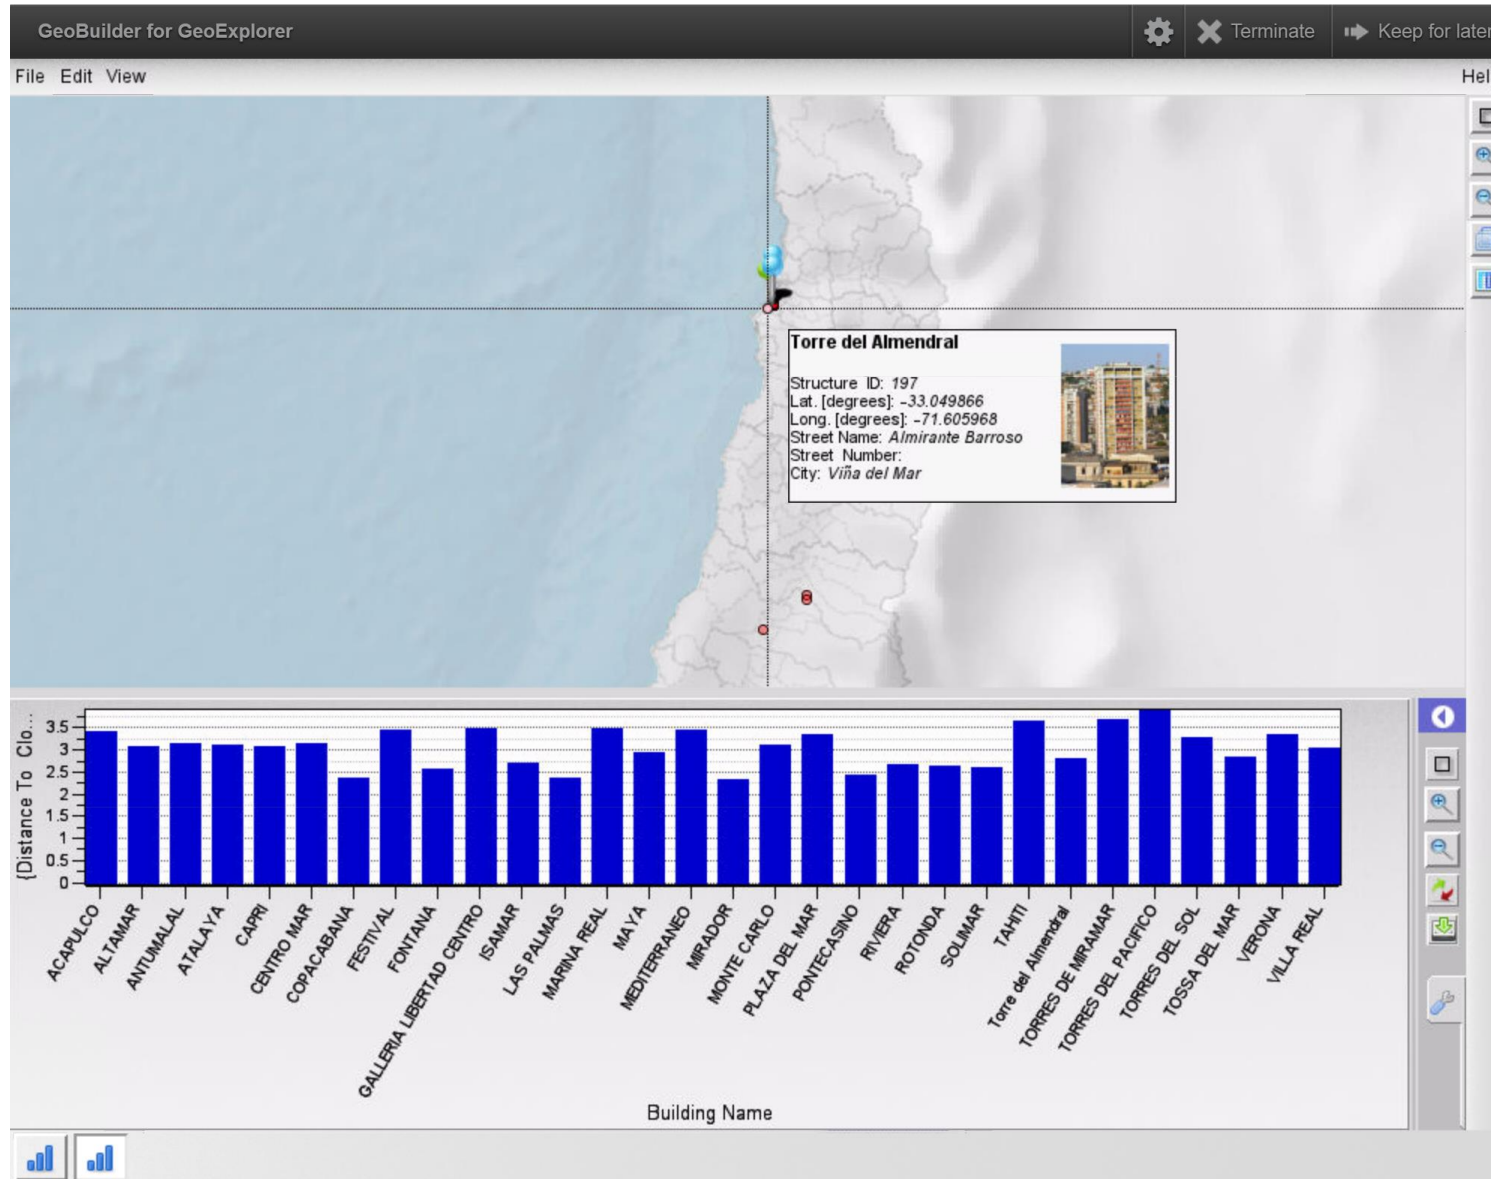 GeoBuilder for GeoExplorer
Terminate
Keep for later
File Edit View
Hel
Torre del Almendral
Structure ID: 197
Lat. [degrees]: -33.049866
Long. [degrees]: -71.605968
Street Name: Almirante Barroso
Street Number:
City: Viña del Mar
{Distance To Clo...
3.5
3
2.5
2
1.5
1
0.5
0
ACAPULCO
ALTAMAR
ANTUMALAL
ATALAYA
CAPRI
CENTRO MAR
COPACABANA
FESTIVAL
FONTANA
GALLERIA LIBERTAD CENTRO
ISAMAR
LAS PALMAS
MARINA REAL
MAYA
MEDITERRANEO
MIRADOR
MONTE CARLO
PLAZA DEL MAR
PONTECASINO
RIVIERA
ROTONDA
SOLIMAR
TAHITI
Torre del Almendral
TORRES DE MIRAMAR
TORRES DEL PACIFICO
TORRES DEL SOL
TOSSA DEL MAR
VERONA
VILLA REAL
Building Name